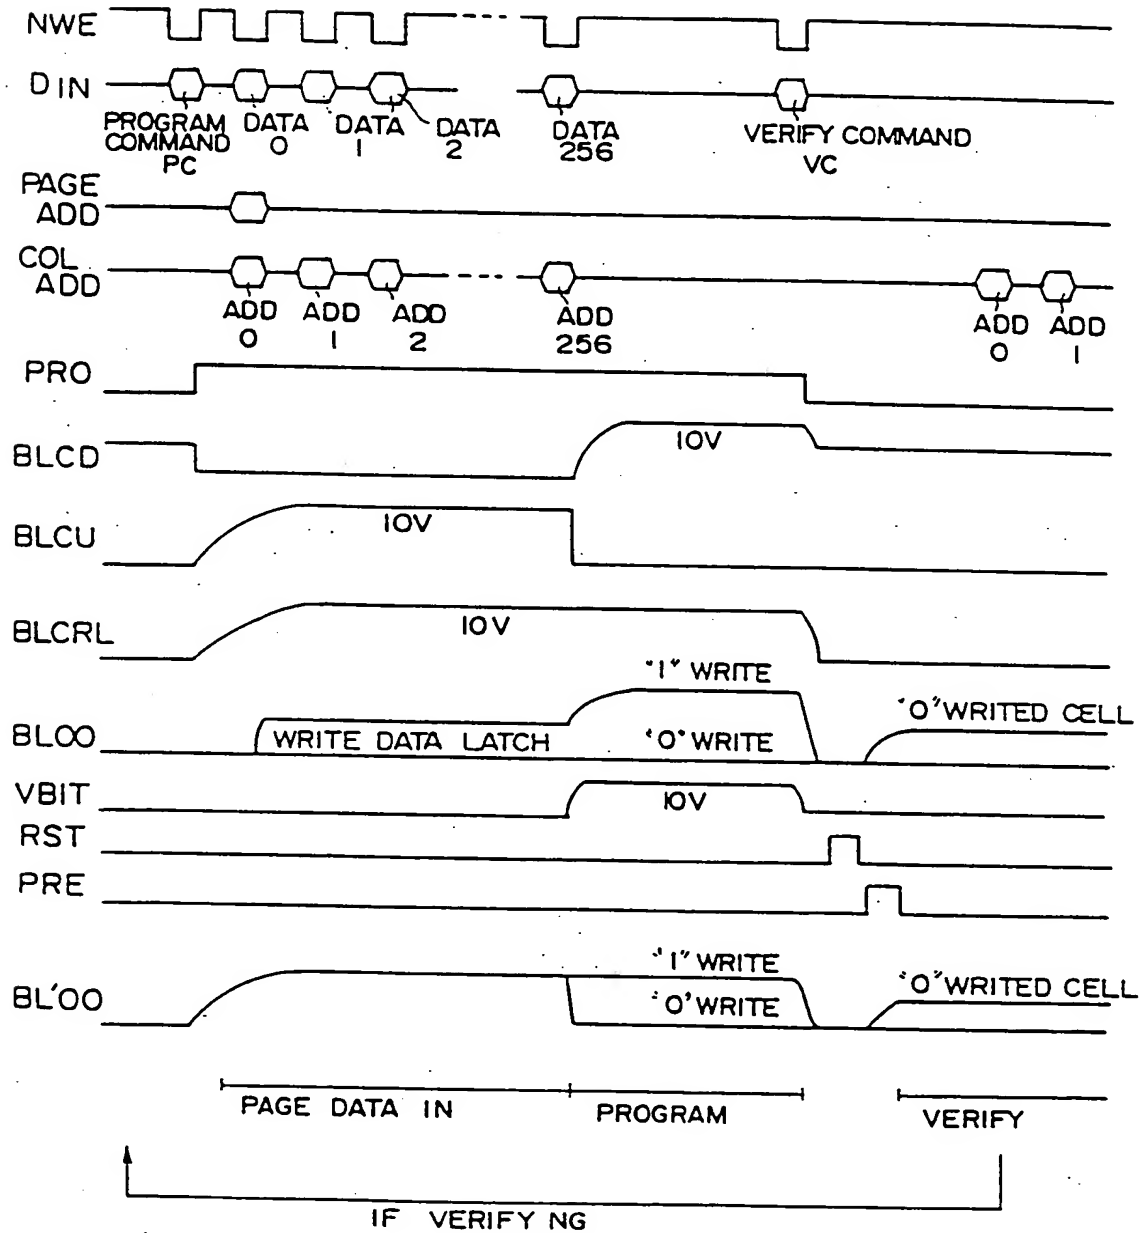 NWE
DIN
PROGRAM COMMAND PC
DATA 0
DATA 1
DATA 2
DATA 256
VERIFY COMMAND VC
PAGE ADD
COL. ADD
ADD 0
ADD 1
ADD 2
ADD 256
ADD 0
ADD 1
PRO
BLCD
10V
BLCU
10V
BLCRL
10V
"1" WRITE
BL00
WRITE DATA LATCH
"0" WRITE
"0" WRITED CELL
VBIT
10V
RST
PRE
BL'00
"1" WRITE
"0" WRITE
"0" WRITED CELL
PAGE DATA IN
PROGRAM
VERIFY
IF VERIFY NG